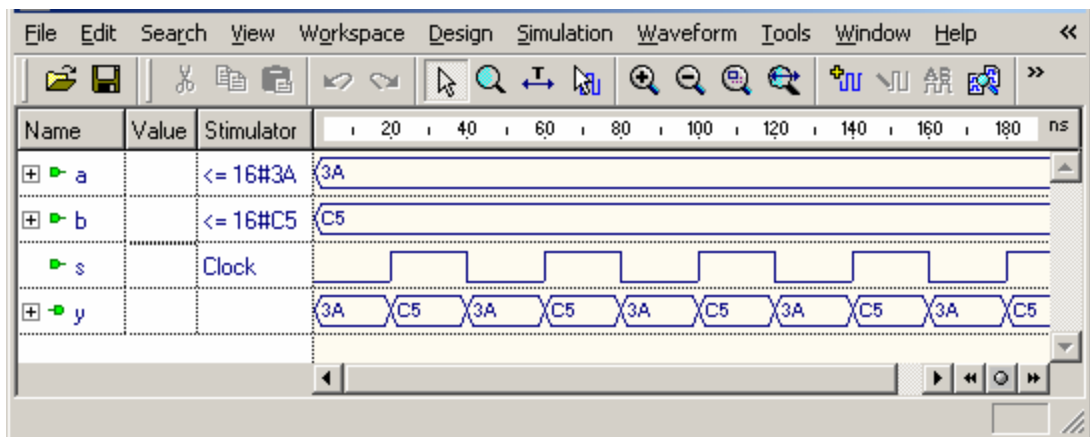 File Edit Search View Workspace Design Simulation Waveform Tools Window Help «
»
Name Value Stimulator 20 40 60 80 100 120 140 160 180 ns
a <= 16#3A 3A
b <= 16#C5 C5
s Clock
y 3A C5 3A C5 3A C5 3A C5 3A C5